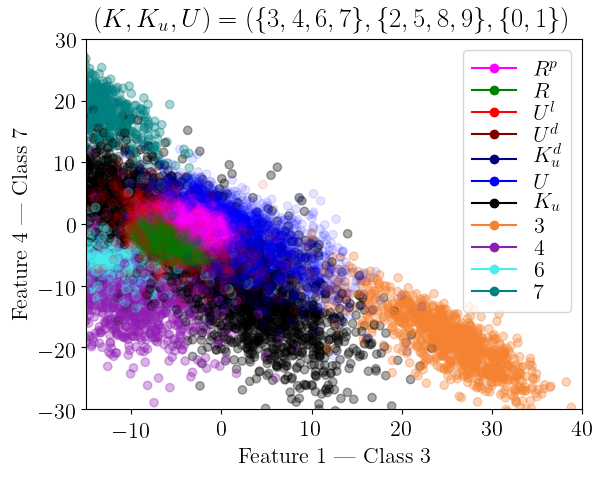 (K, K_u, U) = ({3, 4, 6, 7}, {2, 5, 8, 9}, {0, 1})
30
20
10
0
−10
−20
−30
Feature 4 — Class 7
R^p
R
U^l
U^d
K_u^d
U
K_u
3
4
6
7
−10 0 10 20 30 40
Feature 1 — Class 3